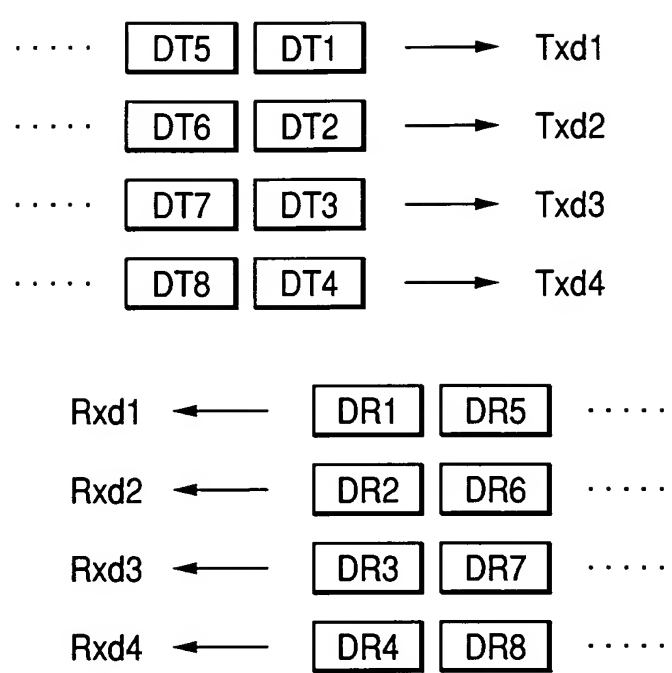 ..... DT5 DT1 Txd1
..... DT6 DT2 Txd2
..... DT7 DT3 Txd3
..... DT8 DT4 Txd4
Rxd1 DR1 DR5 .....
Rxd2 DR2 DR6 .....
Rxd3 DR3 DR7 .....
Rxd4 DR4 DR8 .....